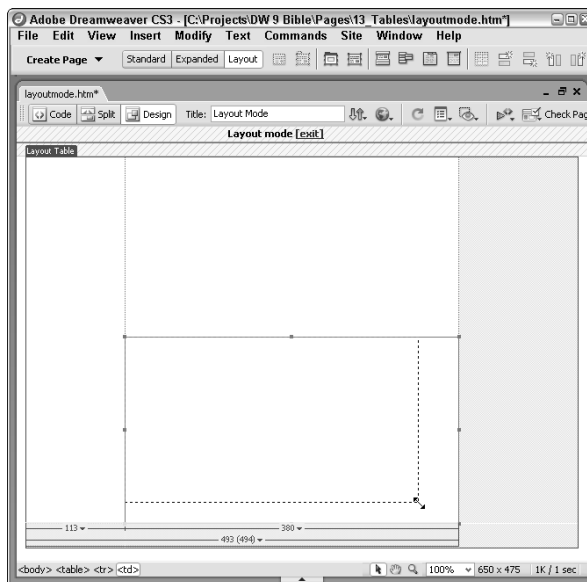 Adobe Dreamweaver CS3 - [C:\Projects\DW 9 Bible\Pages\13_Tables\layoutmode.htm*]
File Edit View Insert Modify Text Commands Site Window Help
Create Page Standard Expanded Layout
layoutmode.htm*
Code Split Design Title: Layout Mode Check Pag
Layout mode [exit]
Layout Table
113 380
493 (494)
<body> <table> <tr> <td> 100% 650 x 475 1K / 1 sec